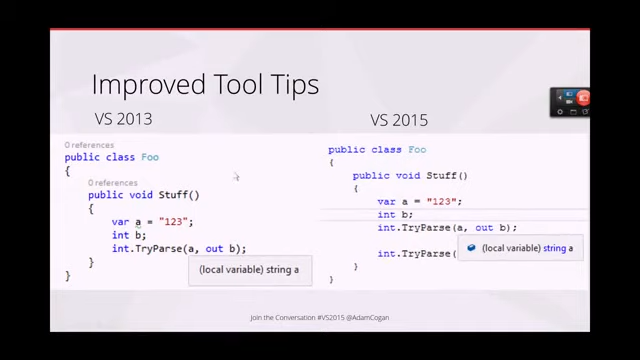 Improved Tool Tips
VS 2013
0 references
public class Foo
{
0 references
public void Stuff()
{
var a = "123";
int b;
int.TryParse(a, out b);
}
}
(local variable) string a
VS 2015
public class Foo
{
public void Stuff()
{
var a = "123";
int b;
int.TryParse(a, out b);
int.TryParse(
}
}
(local variable) string a
Join the Conversation #VS2015 @AdamCogan